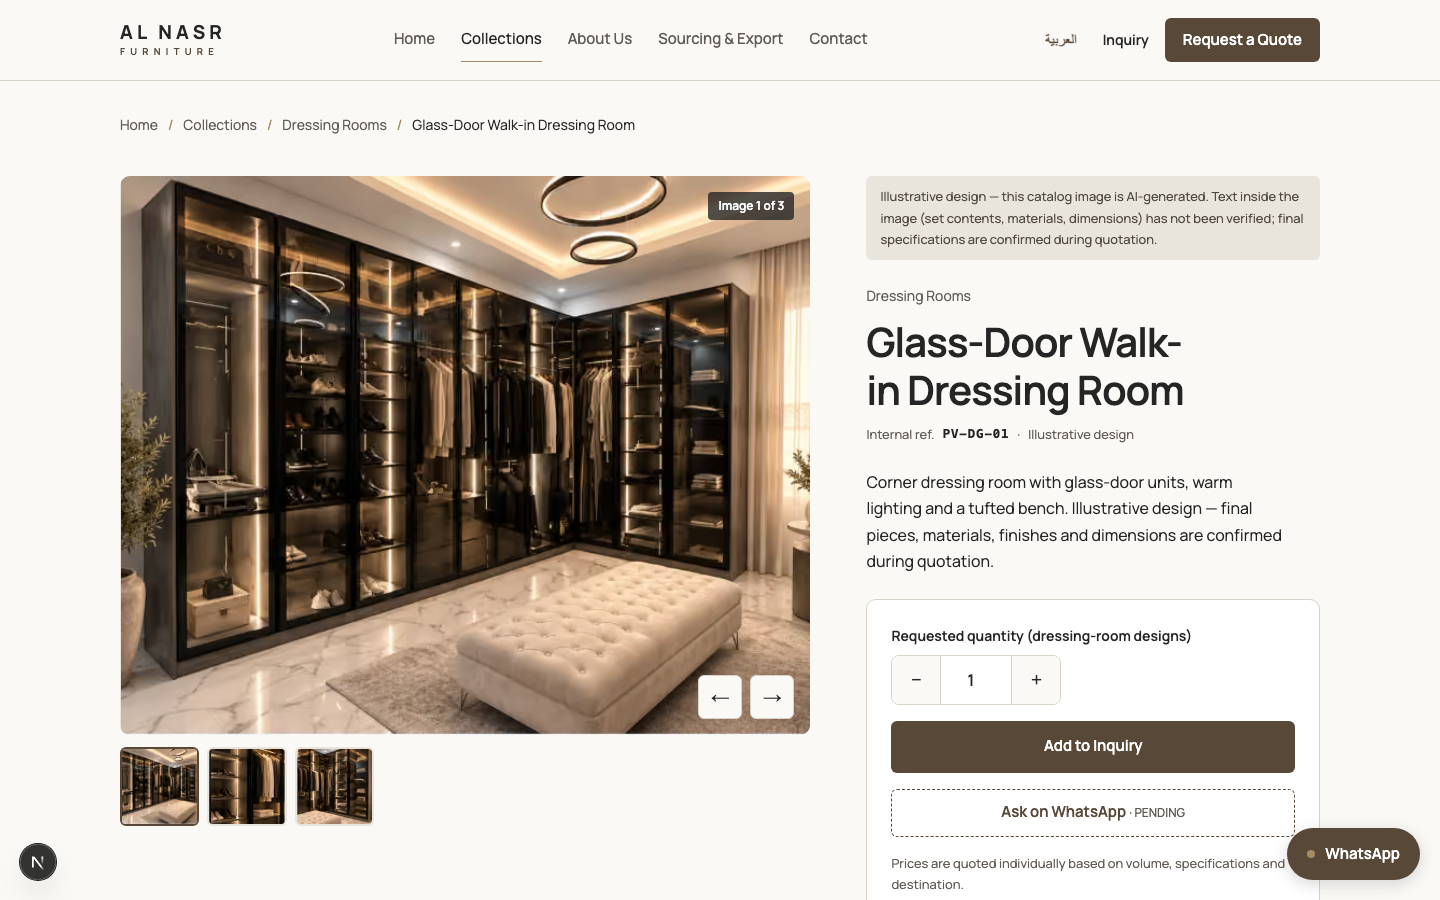 AL NASR
FURNITURE
Home
Collections
About Us
Sourcing & Export
Contact
العربية
Inquiry
Request a Quote
Home / Collections / Dressing Rooms / Glass-Door Walk-in Dressing Room
Image 1 of 3
←
→
Illustrative design — this catalog image is AI-generated. Text inside the
image (set contents, materials, dimensions) has not been verified; final
specifications are confirmed during quotation.
Dressing Rooms
Glass-Door Walk-
in Dressing Room
Internal ref. PV-DG-01 · Illustrative design
Corner dressing room with glass-door units, warm
lighting and a tufted bench. Illustrative design — final
pieces, materials, finishes and dimensions are confirmed
during quotation.
Requested quantity (dressing-room designs)
− 1 +
Add to Inquiry
Ask on WhatsApp · PENDING
Prices are quoted individually based on volume, specifications and
destination.
WhatsApp
N